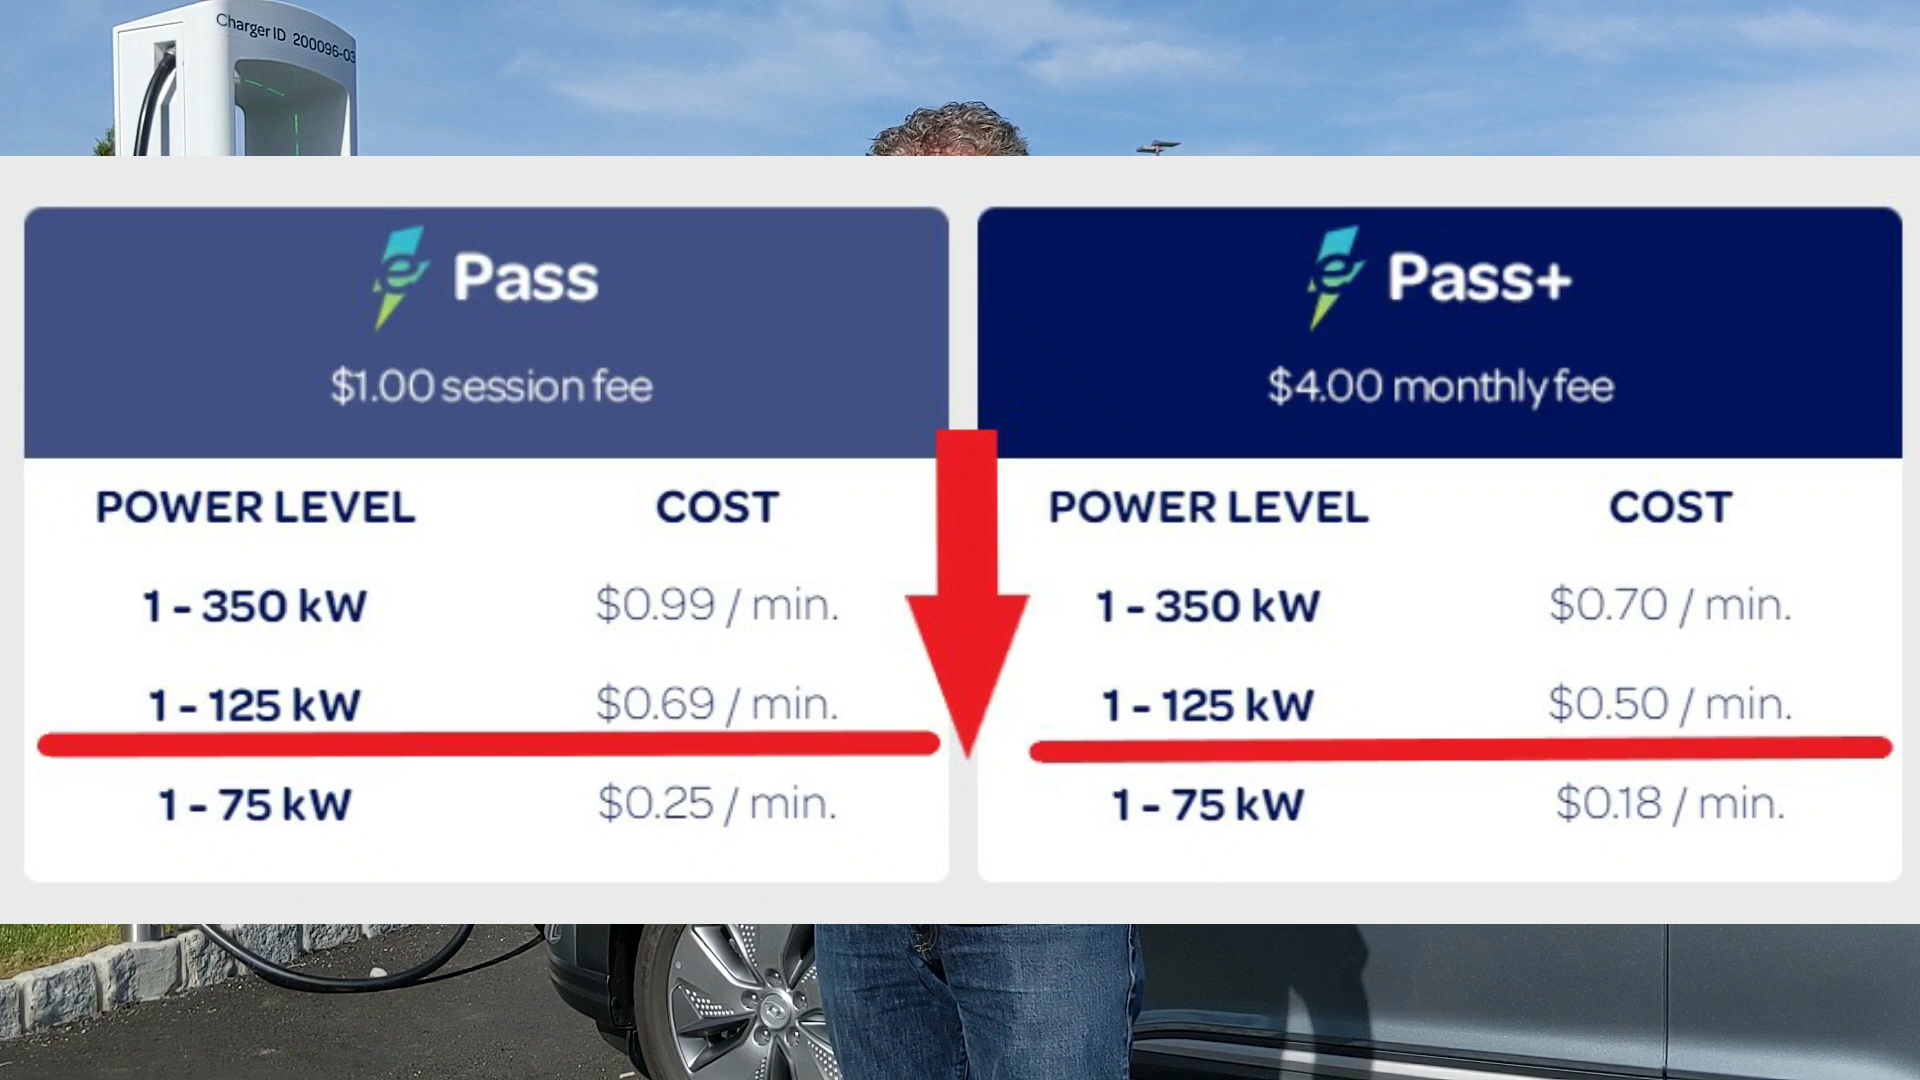 Charger ID 200096-03
Pass
$1.00 session fee
POWER LEVEL COST
1 - 350 kW $0.99 / min.
1 - 125 kW $0.69 / min.
1 - 75 kW $0.25 / min.
Pass+
$4.00 monthly fee
POWER LEVEL COST
1 - 350 kW $0.70 / min.
1 - 125 kW $0.50 / min.
1 - 75 kW $0.18 / min.